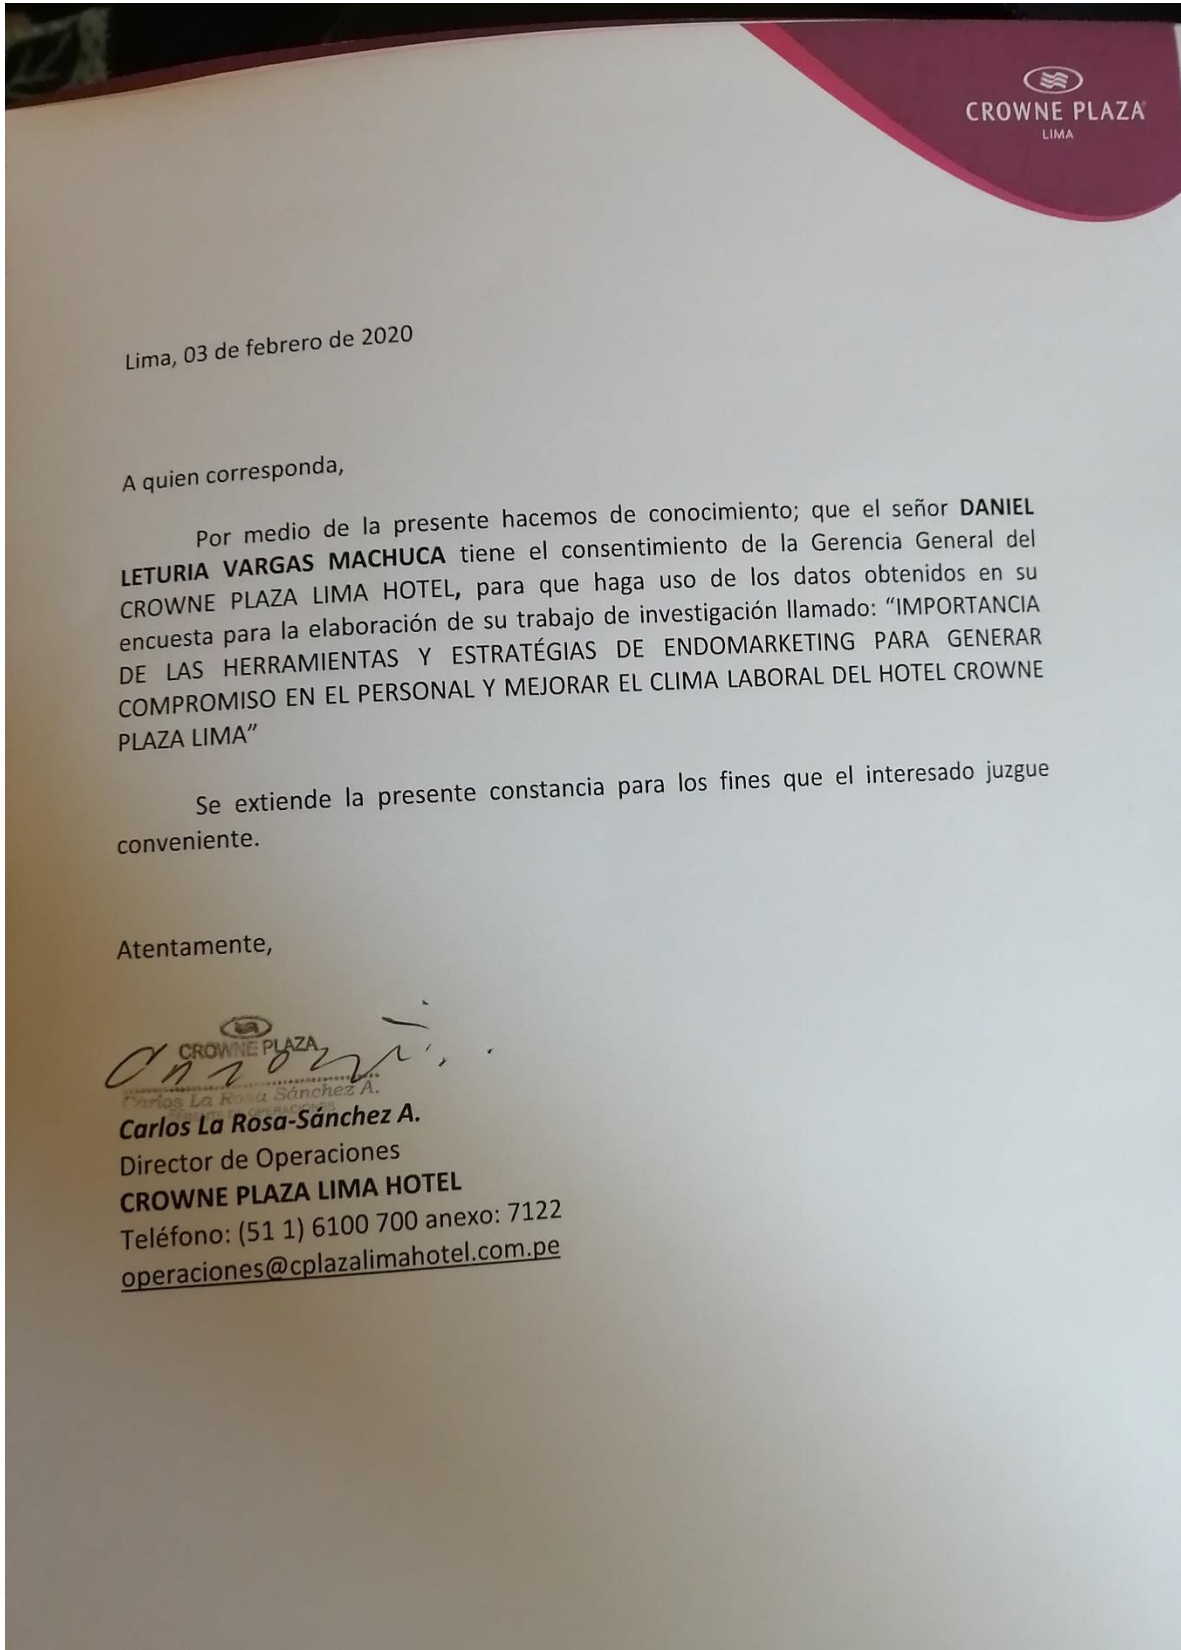 CROWNE PLAZA
LIMA
Lima, 03 de febrero de 2020
A quien corresponda,
Por medio de la presente hacemos de conocimiento; que el señor DANIEL
LETURIA VARGAS MACHUCA tiene el consentimiento de la Gerencia General del
CROWNE PLAZA LIMA HOTEL, para que haga uso de los datos obtenidos en su
encuesta para la elaboración de su trabajo de investigación llamado: “IMPORTANCIA
DE LAS HERRAMIENTAS Y ESTRATÉGIAS DE ENDOMARKETING PARA GENERAR
COMPROMISO EN EL PERSONAL Y MEJORAR EL CLIMA LABORAL DEL HOTEL CROWNE
PLAZA LIMA”
Se extiende la presente constancia para los fines que el interesado juzgue
conveniente.
Atentamente,
CROWNE PLAZA
Carlos La Rosa Sánchez A.
Carlos La Rosa-Sánchez A.
Director de Operaciones
CROWNE PLAZA LIMA HOTEL
Teléfono: (51 1) 6100 700 anexo: 7122
operaciones@cplazalimahotel.com.pe